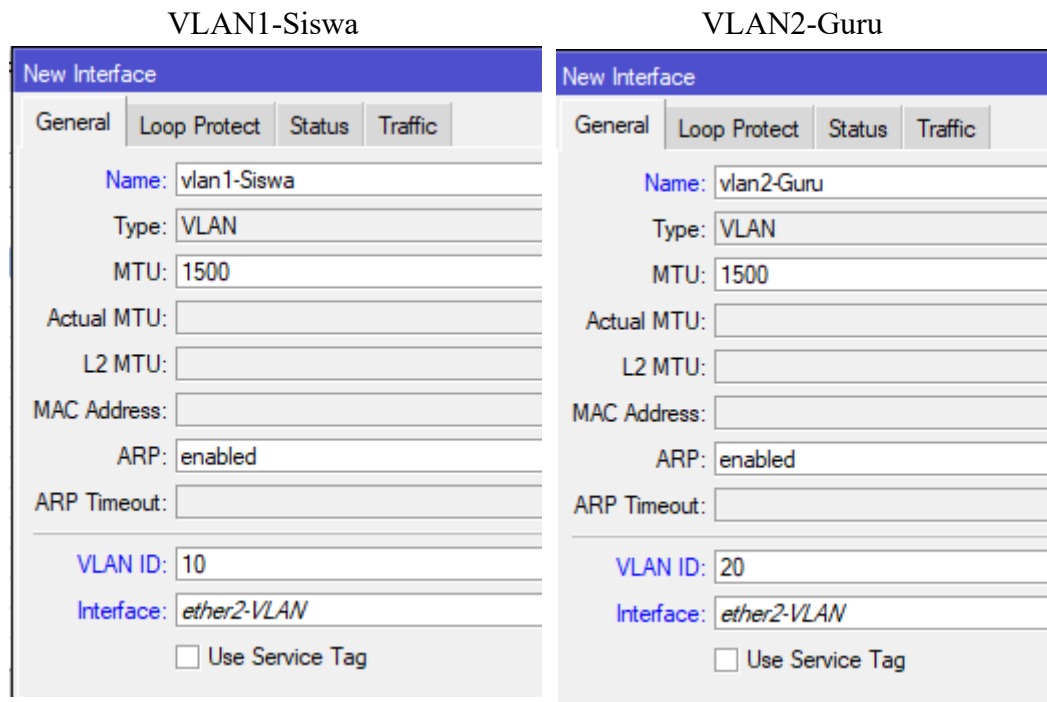 VLAN1-Siswa
New Interface
General Loop Protect Status Traffic
Name: vlan1-Siswa
Type: VLAN
MTU: 1500
Actual MTU:
L2 MTU:
MAC Address:
ARP: enabled
ARP Timeout:
VLAN ID: 10
Interface: ether2-VLAN
Use Service Tag
VLAN2-Guru
New Interface
General Loop Protect Status Traffic
Name: vlan2-Guru
Type: VLAN
MTU: 1500
Actual MTU:
L2 MTU:
MAC Address:
ARP: enabled
ARP Timeout:
VLAN ID: 20
Interface: ether2-VLAN
Use Service Tag